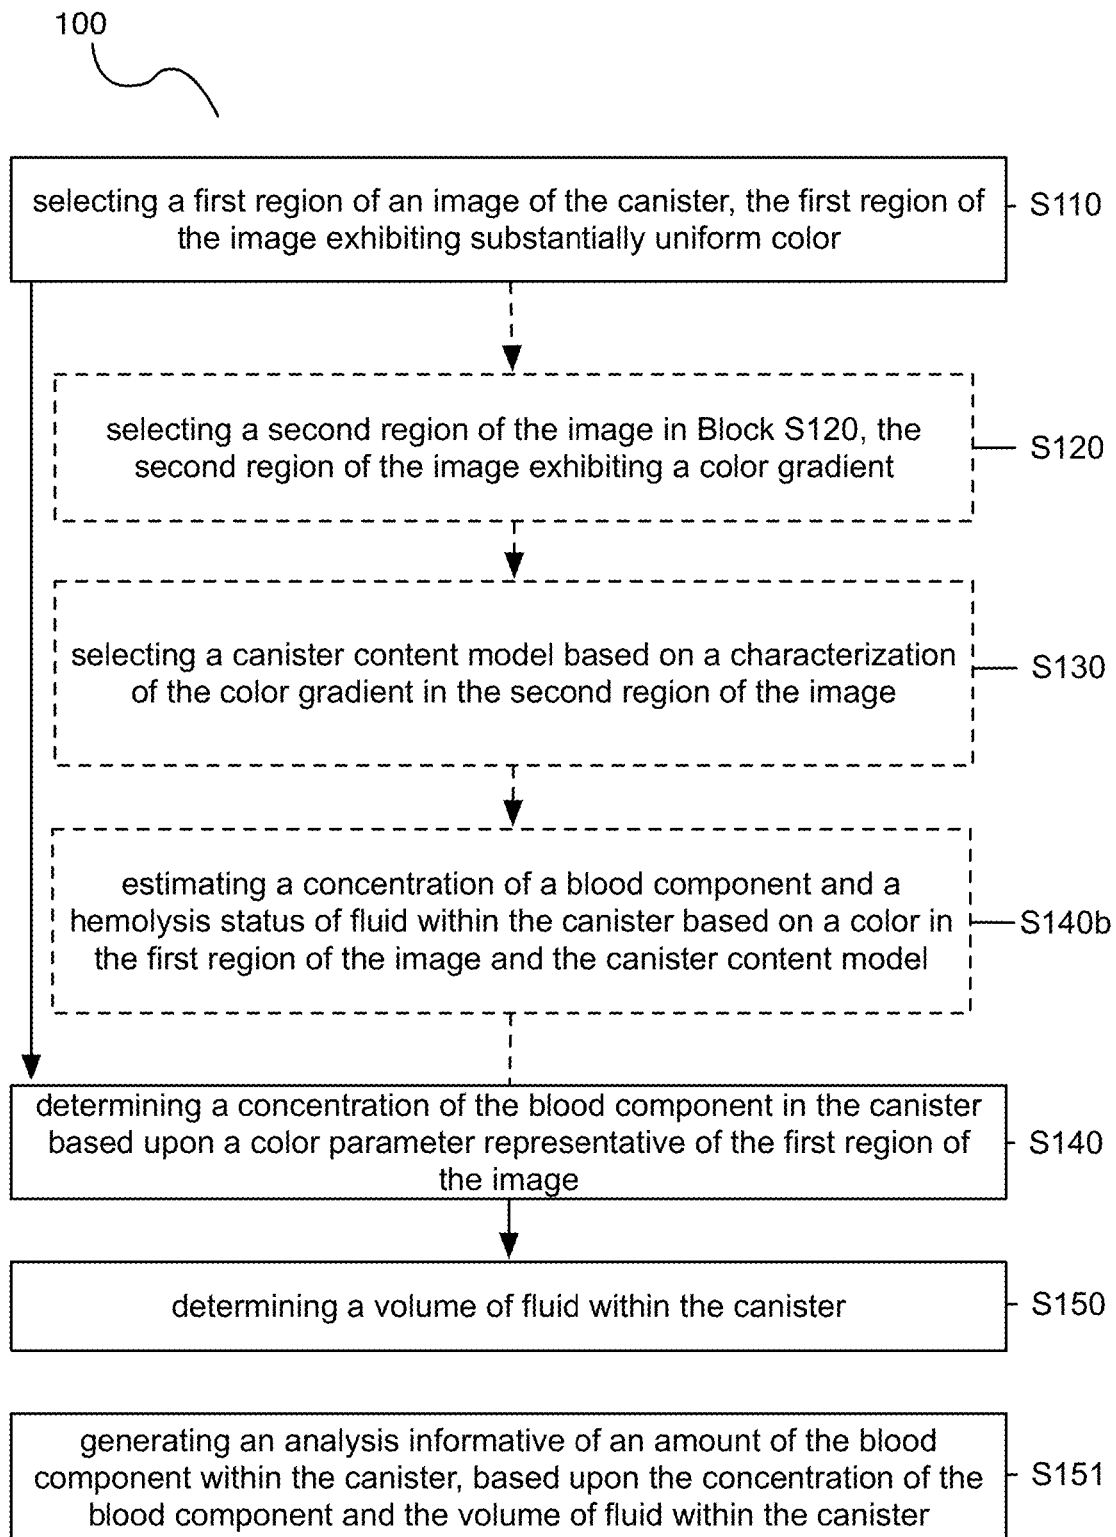 100
selecting a first region of an image of the canister, the first region of
the image exhibiting substantially uniform color
S110
selecting a second region of the image in Block S120, the
second region of the image exhibiting a color gradient
S120
selecting a canister content model based on a characterization
of the color gradient in the second region of the image
S130
estimating a concentration of a blood component and a
hemolysis status of fluid within the canister based on a color in
the first region of the image and the canister content model
S140b
determining a concentration of the blood component in the canister
based upon a color parameter representative of the first region of
the image
S140
determining a volume of fluid within the canister
S150
generating an analysis informative of an amount of the blood
component within the canister, based upon the concentration of the
blood component and the volume of fluid within the canister
S151